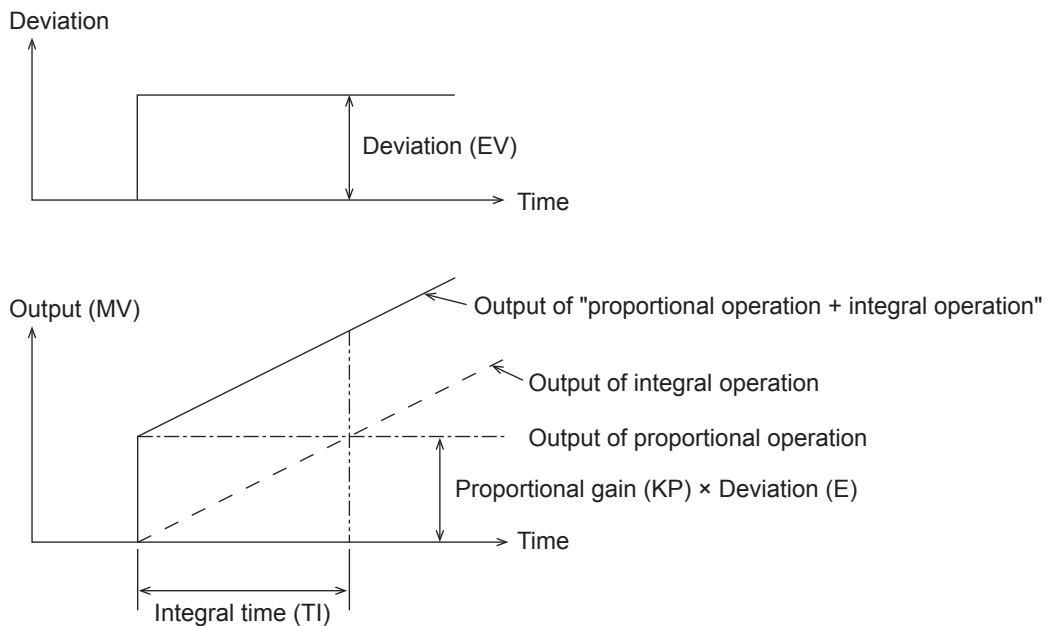 Deviation
Deviation (EV)
Time
Output (MV)
Output of "proportional operation + integral operation"
Output of integral operation
Output of proportional operation
Proportional gain (KP) × Deviation (E)
Time
Integral time (TI)